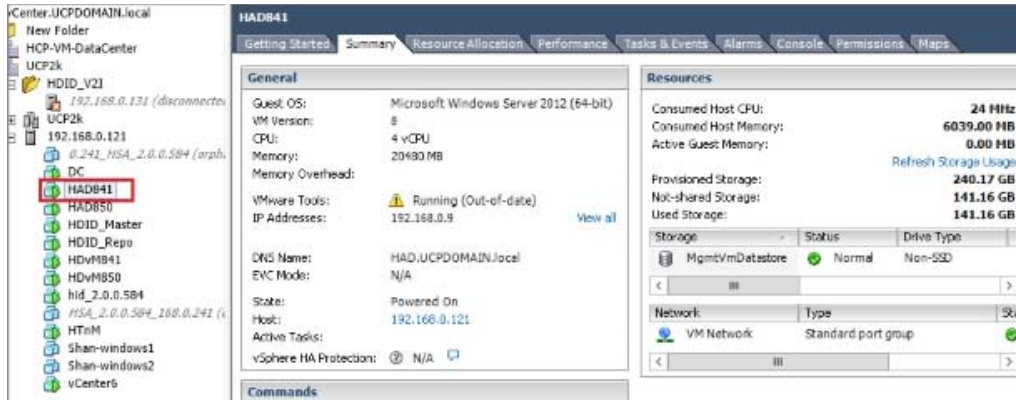 vCenter.UCPDOMAIN.local
New Folder
HCP-VM-DataCenter
UCP2k
HDID_V2I
192.168.0.131 (disconnecte
UCP2k
192.168.0.121
0.241_HSA_2.0.0.584 (orph.
DC
HAD841
HAD850
HDID_Master
HDID_Repo
HDvM841
HDvM850
hid_2.0.0.584
HSA_2.0.0.584_168.0.241 (
HTnM
Shan-windows1
Shan-windows2
vCenter6
HAD841
Getting Started Summary Resource Allocation Performance Tasks & Events Alarms Console Permissions Maps
General
Guest OS: Microsoft Windows Server 2012 (64-bit)
VM Version: 8
CPU: 4 vCPU
Memory: 20480 MB
Memory Overhead:
VMware Tools: Running (Out-of-date)
IP Addresses: 192.168.0.9 View all
DNS Name: HAD.UCPDOMAIN.local
EVC Mode: N/A
State: Powered On
Host: 192.168.0.121
Active Tasks:
vSphere HA Protection: N/A
Commands
Resources
Consumed Host CPU: 24 MHz
Consumed Host Memory: 6039.00 MB
Active Guest Memory: 0.00 MB
Refresh Storage Usage
Provisioned Storage: 240.17 GB
Not-shared Storage: 141.16 GB
Used Storage: 141.16 GB
Storage Status Drive Type
MgmtVmDatastore Normal Non-SSD
Network Type Sta
VM Network Standard port group